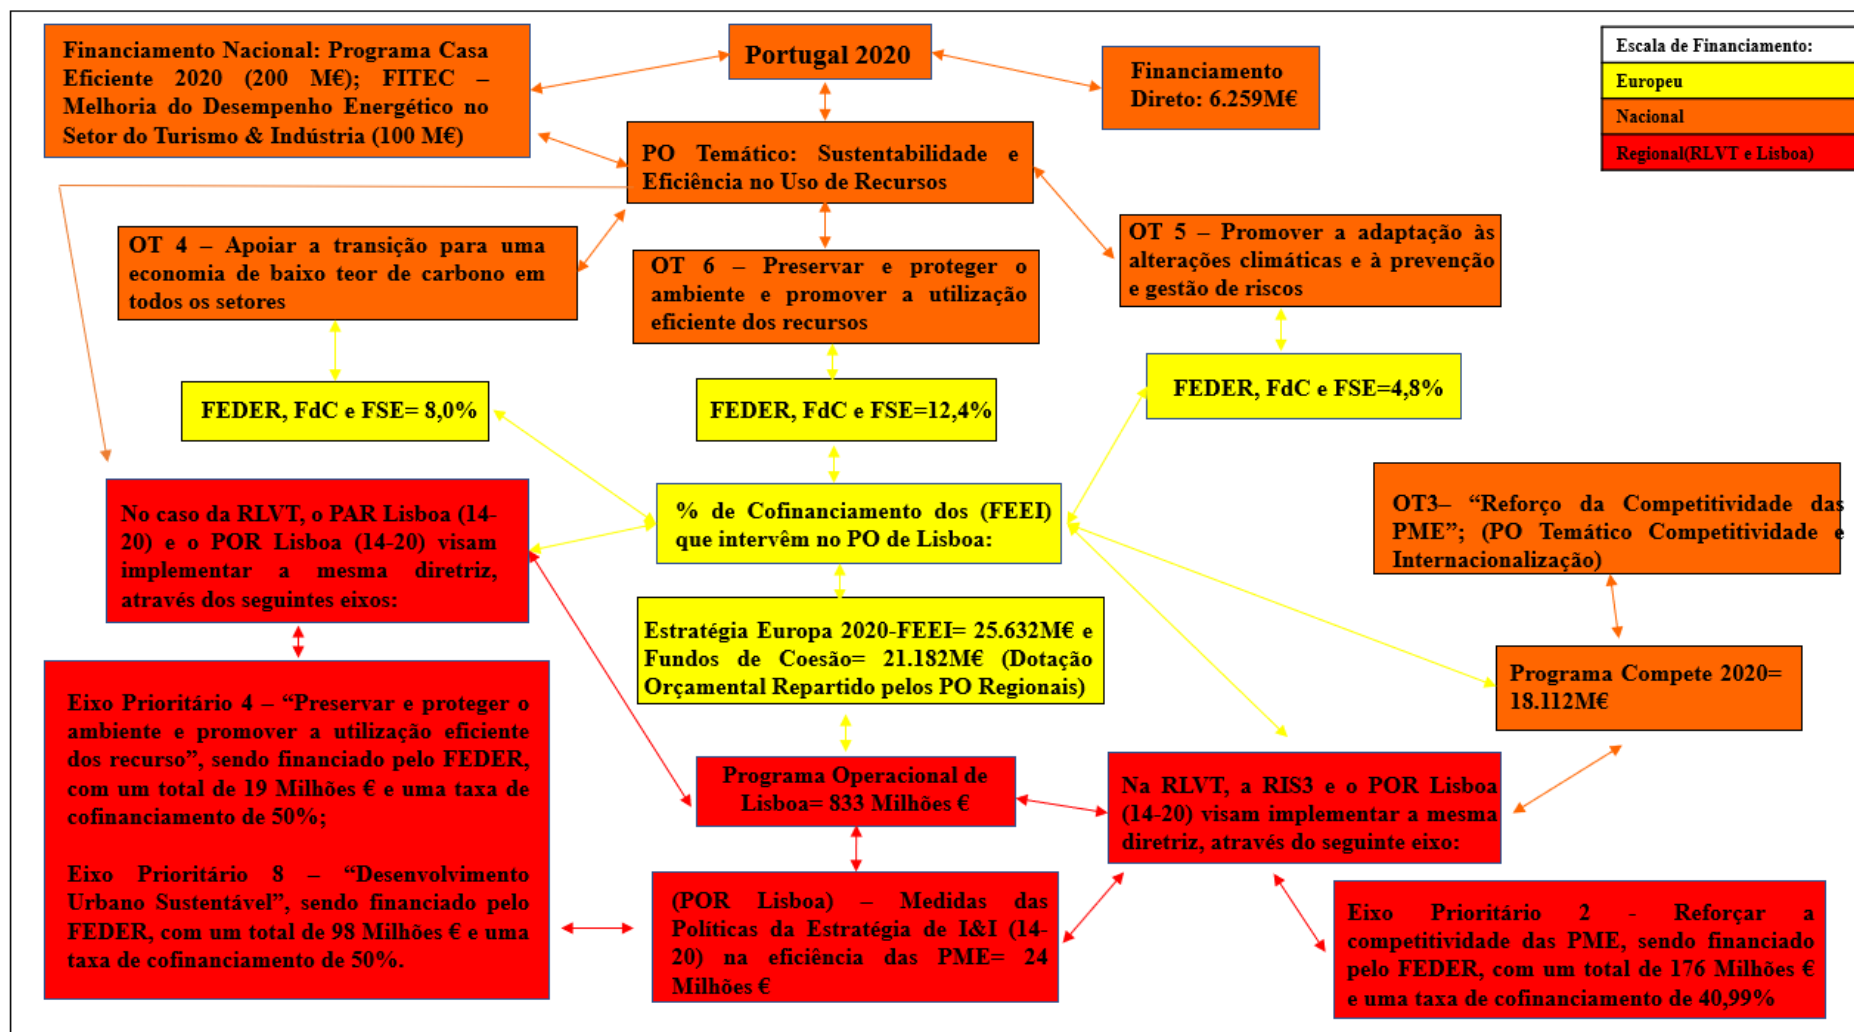 Financiamento Nacional: Programa Casa
Eficiente 2020 (200 M€); FITEC –
Melhoria do Desempenho Energético no
Setor do Turismo & Indústria (100 M€)
Portugal 2020
Financiamento
Direto: 6.259M€
Escala de Financiamento:
Europeu
Nacional
Regional(RLVT e Lisboa)
PO Temático: Sustentabilidade e
Eficiência no Uso de Recursos
OT 4 – Apoiar a transição para uma
economia de baixo teor de carbono em
todos os setores
OT 6 – Preservar e proteger o
ambiente e promover a utilização
eficiente dos recursos
OT 5 – Promover a adaptação às
alterações climáticas e à prevenção
e gestão de riscos
FEDER, FdC e FSE= 8,0%
FEDER, FdC e FSE=12,4%
FEDER, FdC e FSE=4,8%
No caso da RLVT, o PAR Lisboa (14-
20) e o POR Lisboa (14-20) visam
implementar a mesma diretriz,
através dos seguintes eixos:
% de Cofinanciamento dos (FEEI)
que intervêm no PO de Lisboa:
OT3– “Reforço da Competitividade das
PME”; (PO Temático Competitividade e
Internacionalização)
Estratégia Europa 2020-FEEI= 25.632M€ e
Fundos de Coesão= 21.182M€ (Dotação
Orçamental Repartido pelos PO Regionais)
Programa Compete 2020=
18.112M€
Eixo Prioritário 4 – “Preservar e proteger o
ambiente e promover a utilização eficiente
dos recurso”, sendo financiado pelo FEDER,
com um total de 19 Milhões € e uma taxa de
cofinanciamento de 50%;
Eixo Prioritário 8 – “Desenvolvimento
Urbano Sustentável”, sendo financiado pelo
FEDER, com um total de 98 Milhões € e uma
taxa de cofinanciamento de 50%.
Programa Operacional de
Lisboa= 833 Milhões €
Na RLVT, a RIS3 e o POR Lisboa
(14-20) visam implementar a mesma
diretriz, através do seguinte eixo:
(POR Lisboa) – Medidas das
Políticas da Estratégia de I&I (14-
20) na eficiência das PME= 24
Milhões €
Eixo Prioritário 2 - Reforçar a
competitividade das PME, sendo financiado
pelo FEDER, com um total de 176 Milhões €
e uma taxa de cofinanciamento de 40,99%